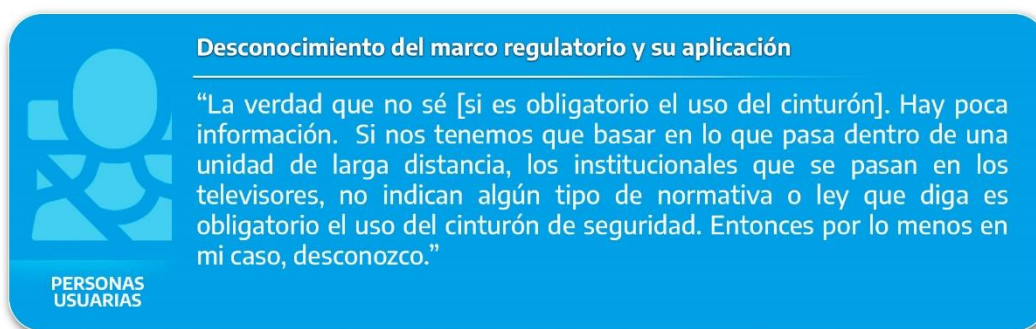 Desconocimiento del marco regulatorio y su aplicación
“La verdad que no sé [si es obligatorio el uso del cinturón]. Hay poca
información.  Si nos tenemos que basar en lo que pasa dentro de una
unidad de larga distancia, los institucionales que se pasan en los
televisores, no indican algún tipo de normativa o ley que diga es
obligatorio el uso del cinturón de seguridad. Entonces por lo menos en
mi caso, desconozco.”
PERSONAS
USUARIAS